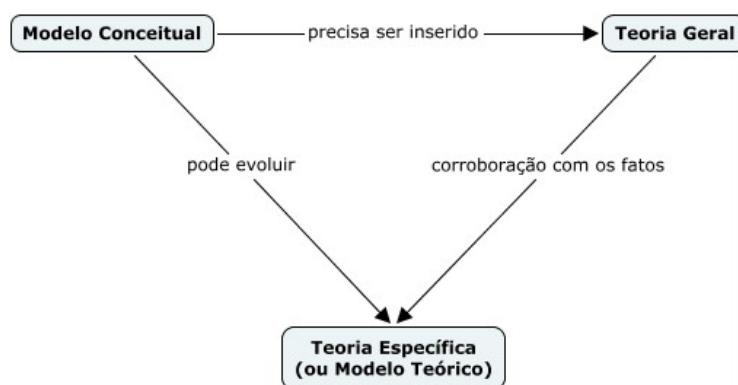 Modelo Conceitual
precisa ser inserido
Teoria Geral
pode evoluir
corroboração com os fatos
Teoria Específica
(ou Modelo Teórico)